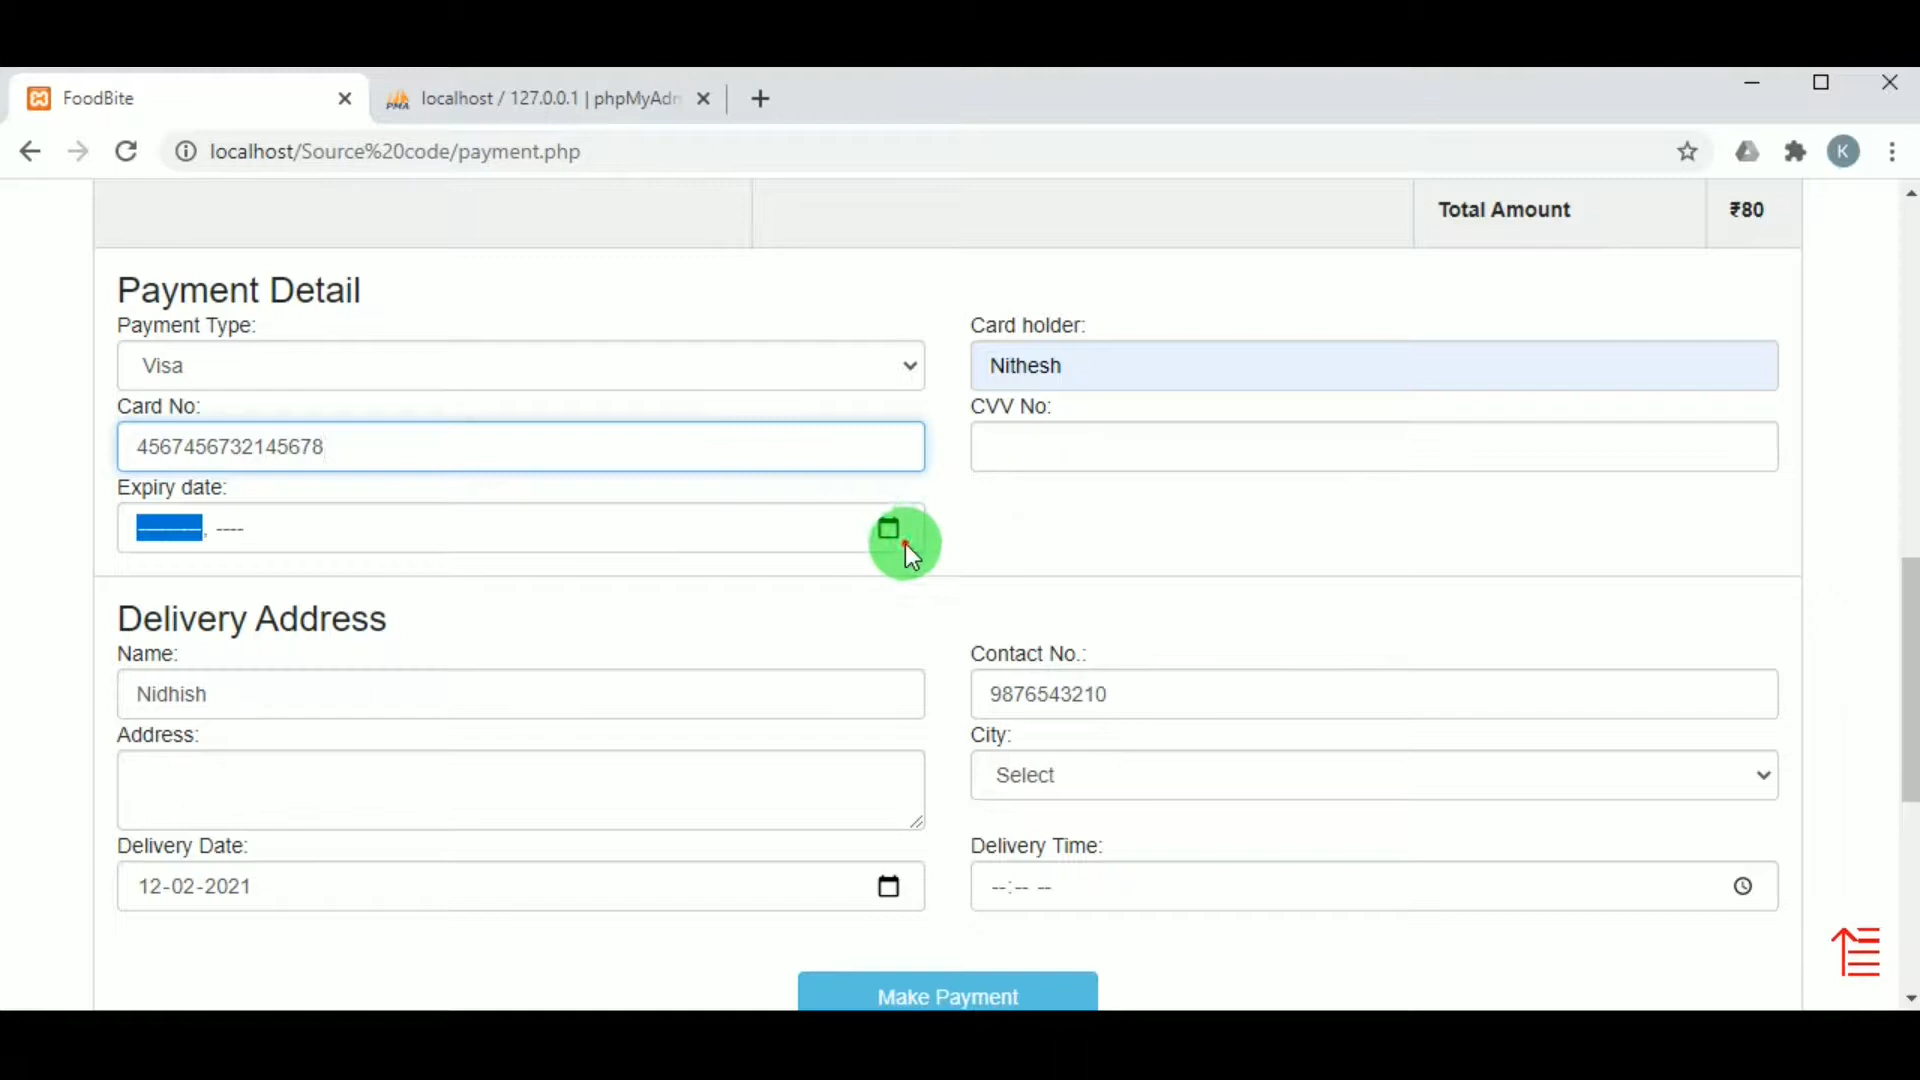 FoodBite
localhost / 127.0.0.1 | phpMyAdn
localhost/Source%20code/payment.php
K
Total Amount ₹80
Payment Detail
Payment Type: Card holder:
Visa Nithesh
Card No: CVV No:
4567456732145678
Expiry date:
---------, ----
Delivery Address
Name: Contact No.:
Nidhish 9876543210
Address: City:
Select
Delivery Date: Delivery Time:
12-02-2021 --:-- --
Make Payment